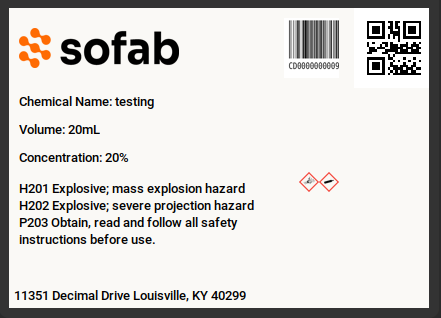 sofab
CD0000000009
Chemical Name: testing
Volume: 20mL
Concentration: 20%
H201 Explosive; mass explosion hazard
H202 Explosive; severe projection hazard
P203 Obtain, read and follow all safety
instructions before use.
11351 Decimal Drive Louisville, KY 40299